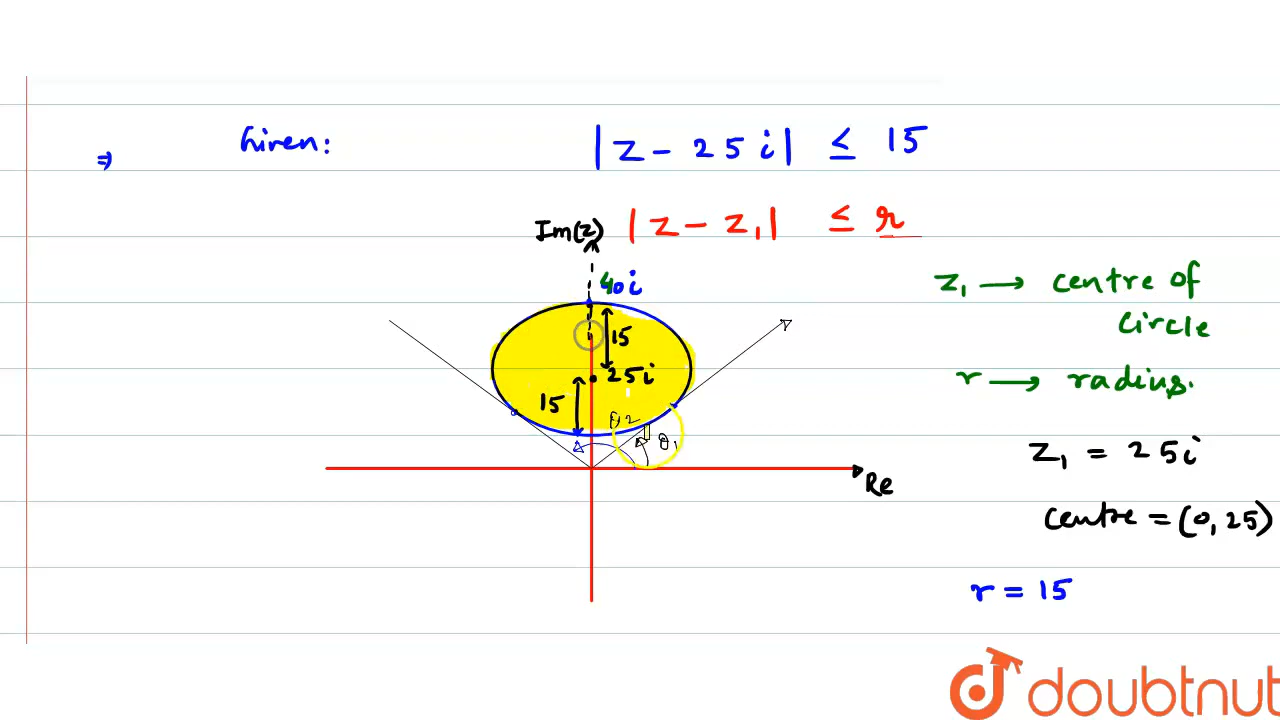 ⇒ Given: |z - 25i| ≤ 15
Im(z) |z - z₁| ≤ r
40i
z₁ → centre of
circle
15
25i
r → radius.
15
θ2
θ1
z₁ = 25i
Re
centre = (0, 25)
r = 15
doubtnut